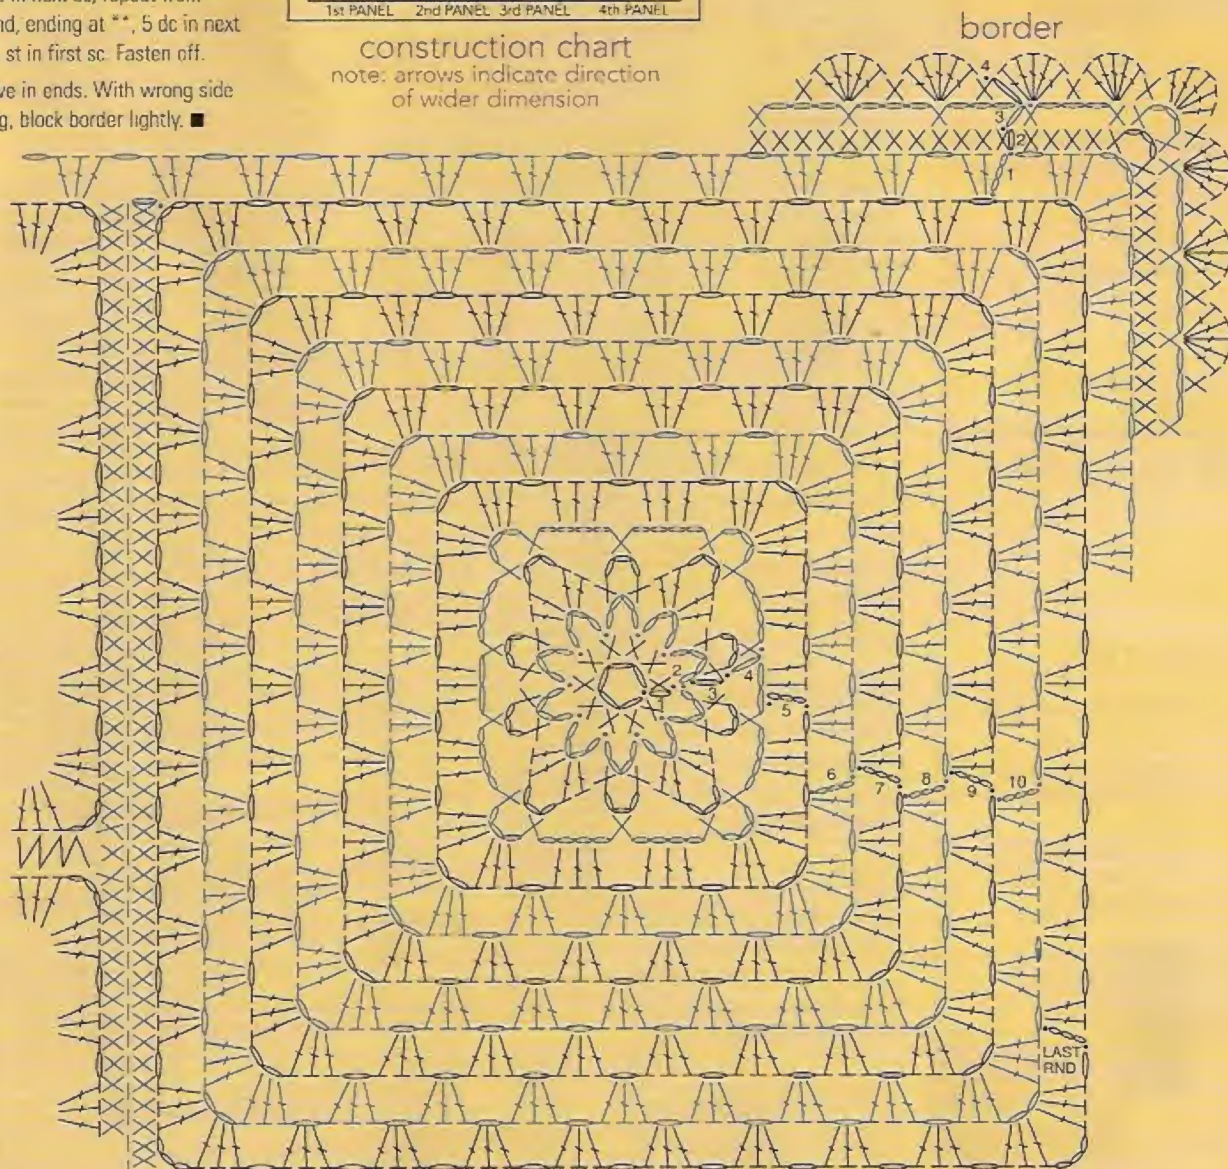 nd, ending at **, 5 dc in next
st in first sc. Fasten off.
ve in ends. With wrong side
g, block border lightly. ■
1st PANEL 2nd PANEL 3rd PANEL 4th PANEL
construction chart
note: arrows indicate direction
of wider dimension
border
4
3
2
1
1
2
3
4
5
6
7
8
9
10
LAST
RND